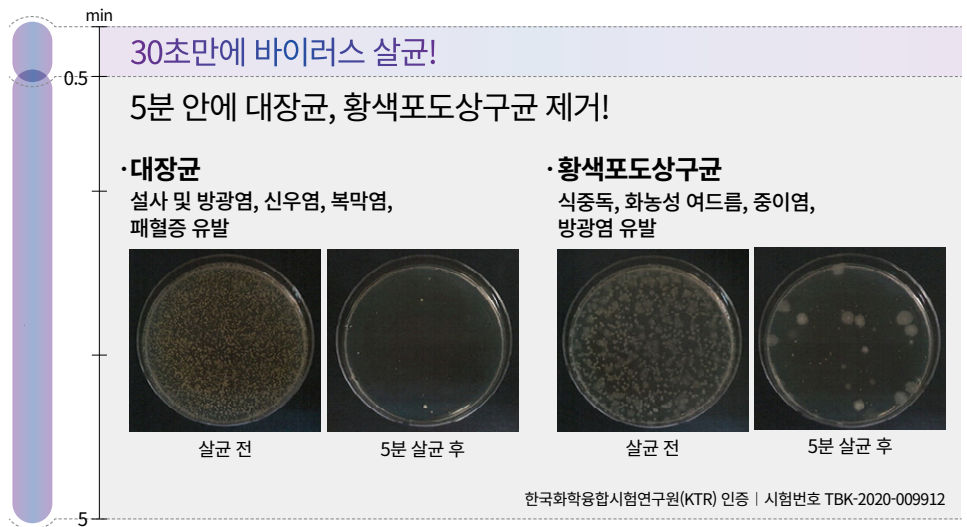 min
30초만에 바이러스 살균!
0.5
5분 안에 대장균, 황색포도상구균 제거!
·대장균
설사 및 방광염, 신우염, 복막염,
패혈증 유발
·황색포도상구균
식중독, 화농성 여드름, 중이염,
방광염 유발
살균 전
5분 살균 후
살균 전
5분 살균 후
한국화학융합시험연구원(KTR) 인증 | 시험번호 TBK-2020-009912
5